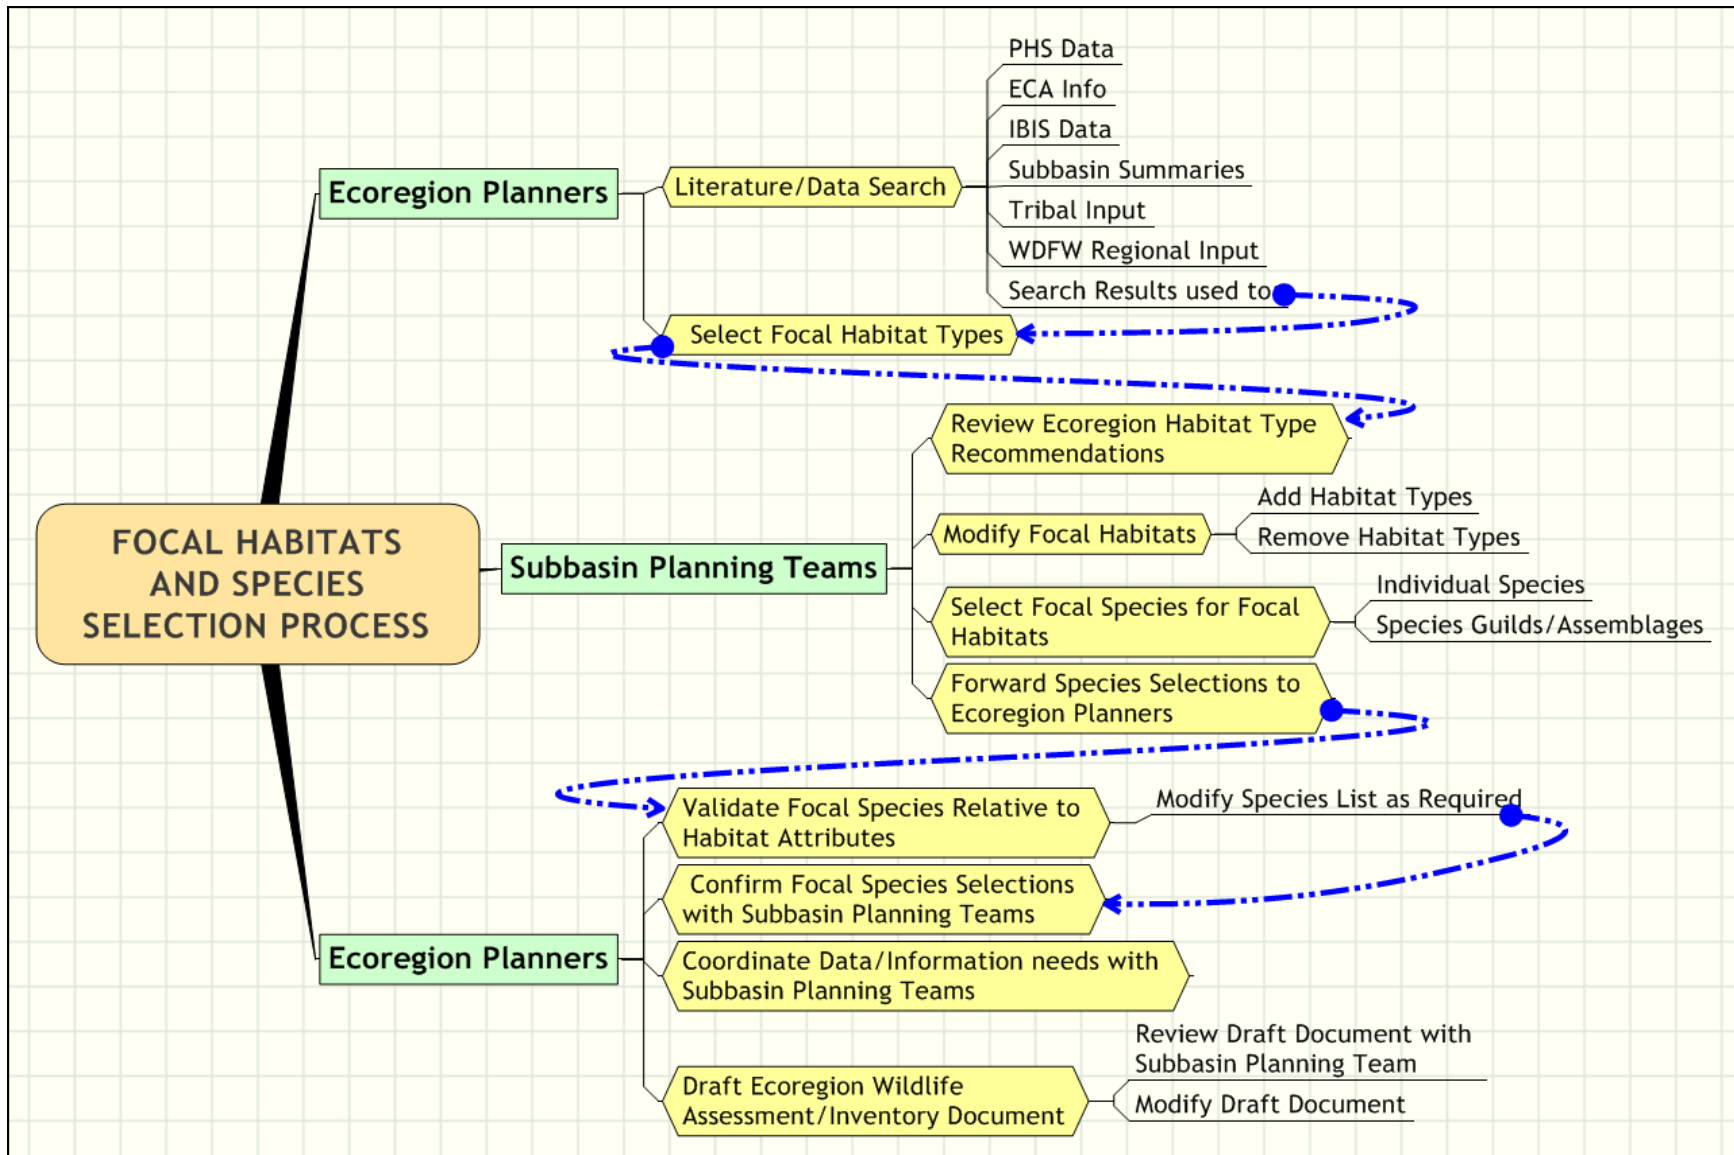 PHS Data
ECA Info
IBIS Data
Subbasin Summaries
Tribal Input
WDFW Regional Input
Search Results used to
Ecoregion Planners
Literature/Data Search
Select Focal Habitat Types
Review Ecoregion Habitat Type
Recommendations
Modify Focal Habitats
Add Habitat Types
Remove Habitat Types
FOCAL HABITATS
AND SPECIES
SELECTION PROCESS
Subbasin Planning Teams
Select Focal Species for Focal
Habitats
Individual Species
Species Guilds/Assemblages
Forward Species Selections to
Ecoregion Planners
Validate Focal Species Relative to
Habitat Attributes
Modify Species List as Required
Confirm Focal Species Selections
with Subbasin Planning Teams
Ecoregion Planners
Coordinate Data/Information needs with
Subbasin Planning Teams
Draft Ecoregion Wildlife
Assessment/Inventory Document
Review Draft Document with
Subbasin Planning Team
Modify Draft Document